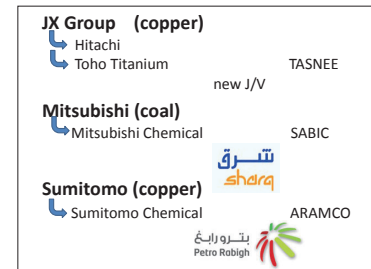 JX Group (copper)
Hitachi
Toho Titanium TASNEE
new J/V
Mitsubishi (coal)
Mitsubishi Chemical SABIC
شرق
sharq
Sumitomo (copper)
Sumitomo Chemical ARAMCO
بترورابغ
Petro Rabigh